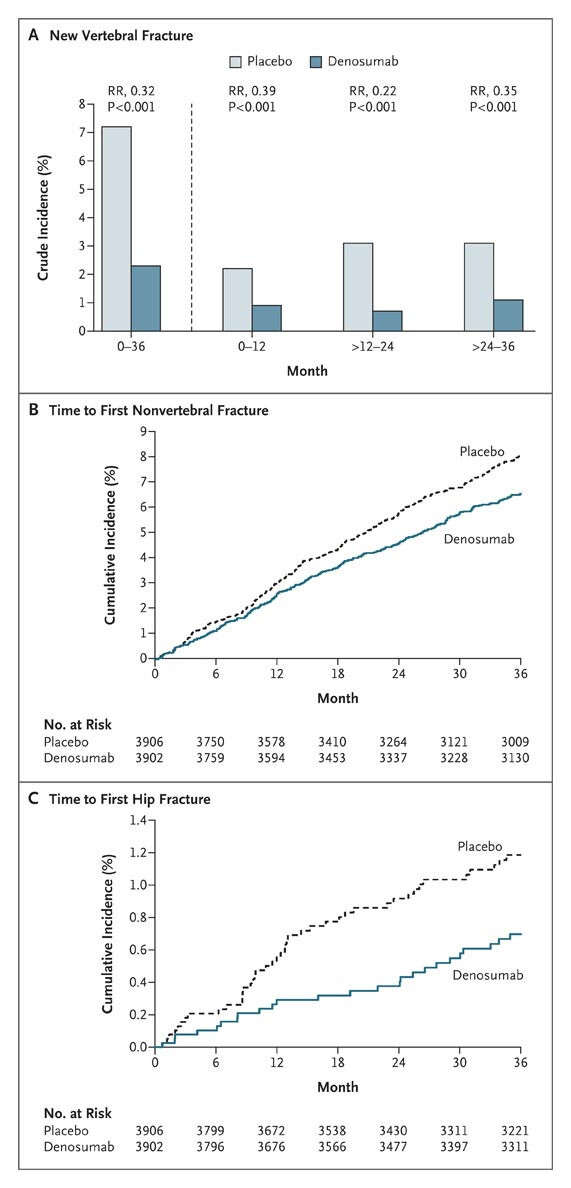 A New Vertebral Fracture
Placebo Denosumab
RR, 0.32 RR, 0.39 RR, 0.22 RR, 0.35
P<0.001 P<0.001 P<0.001 P<0.001
Crude Incidence (%)
8
7
6
5
4
3
2
1
0
0–36 0–12 >12–24 >24–36
Month
B Time to First Nonvertebral Fracture
Cumulative Incidence (%)
9
8
7
6
5
4
3
2
1
0
Placebo
Denosumab
0 6 12 18 24 30 36
Month
No. at Risk
Placebo 3906 3750 3578 3410 3264 3121 3009
Denosumab 3902 3759 3594 3453 3337 3228 3130
C Time to First Hip Fracture
Cumulative Incidence (%)
1.4
1.2
1.0
0.8
0.6
0.4
0.2
0.0
Placebo
Denosumab
0 6 12 18 24 30 36
Month
No. at Risk
Placebo 3906 3799 3672 3538 3430 3311 3221
Denosumab 3902 3796 3676 3566 3477 3397 3311